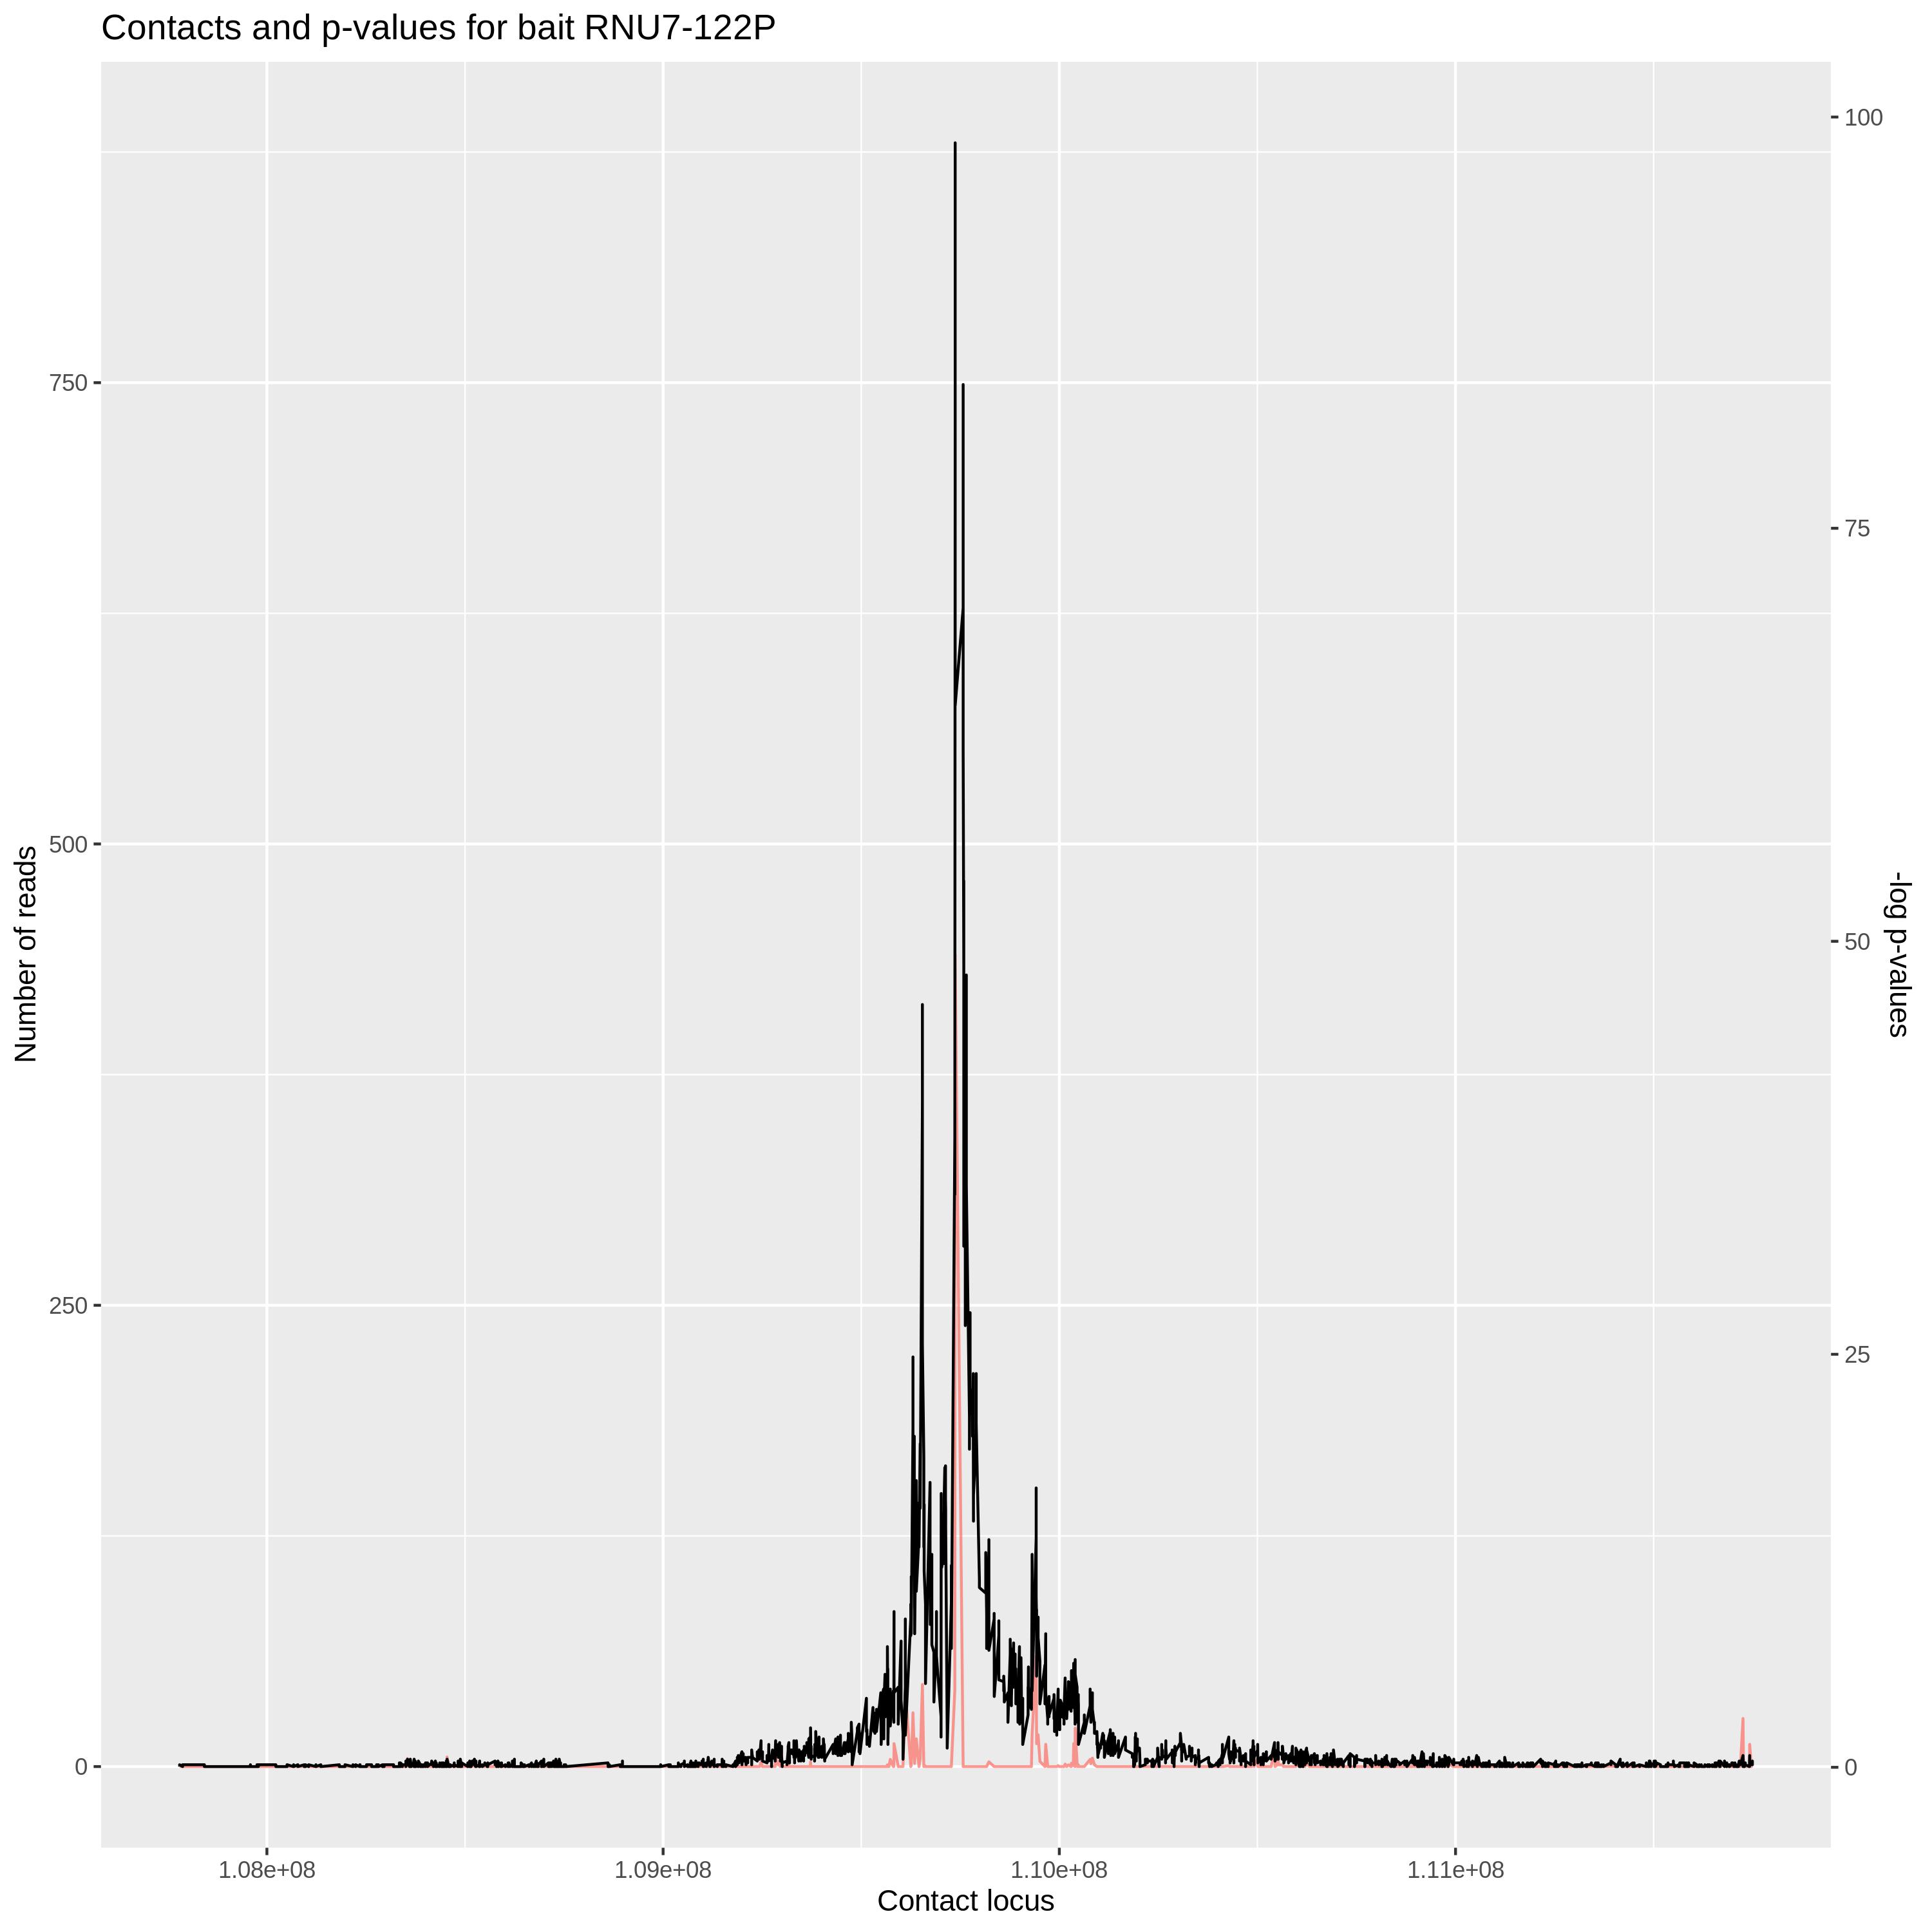 Contacts and p-values for bait RNU7-122P
100
750
75
500
50
Number of reads
-log p-values
250
25
0
0
1.08e+08
1.09e+08
1.10e+08
1.11e+08
Contact locus